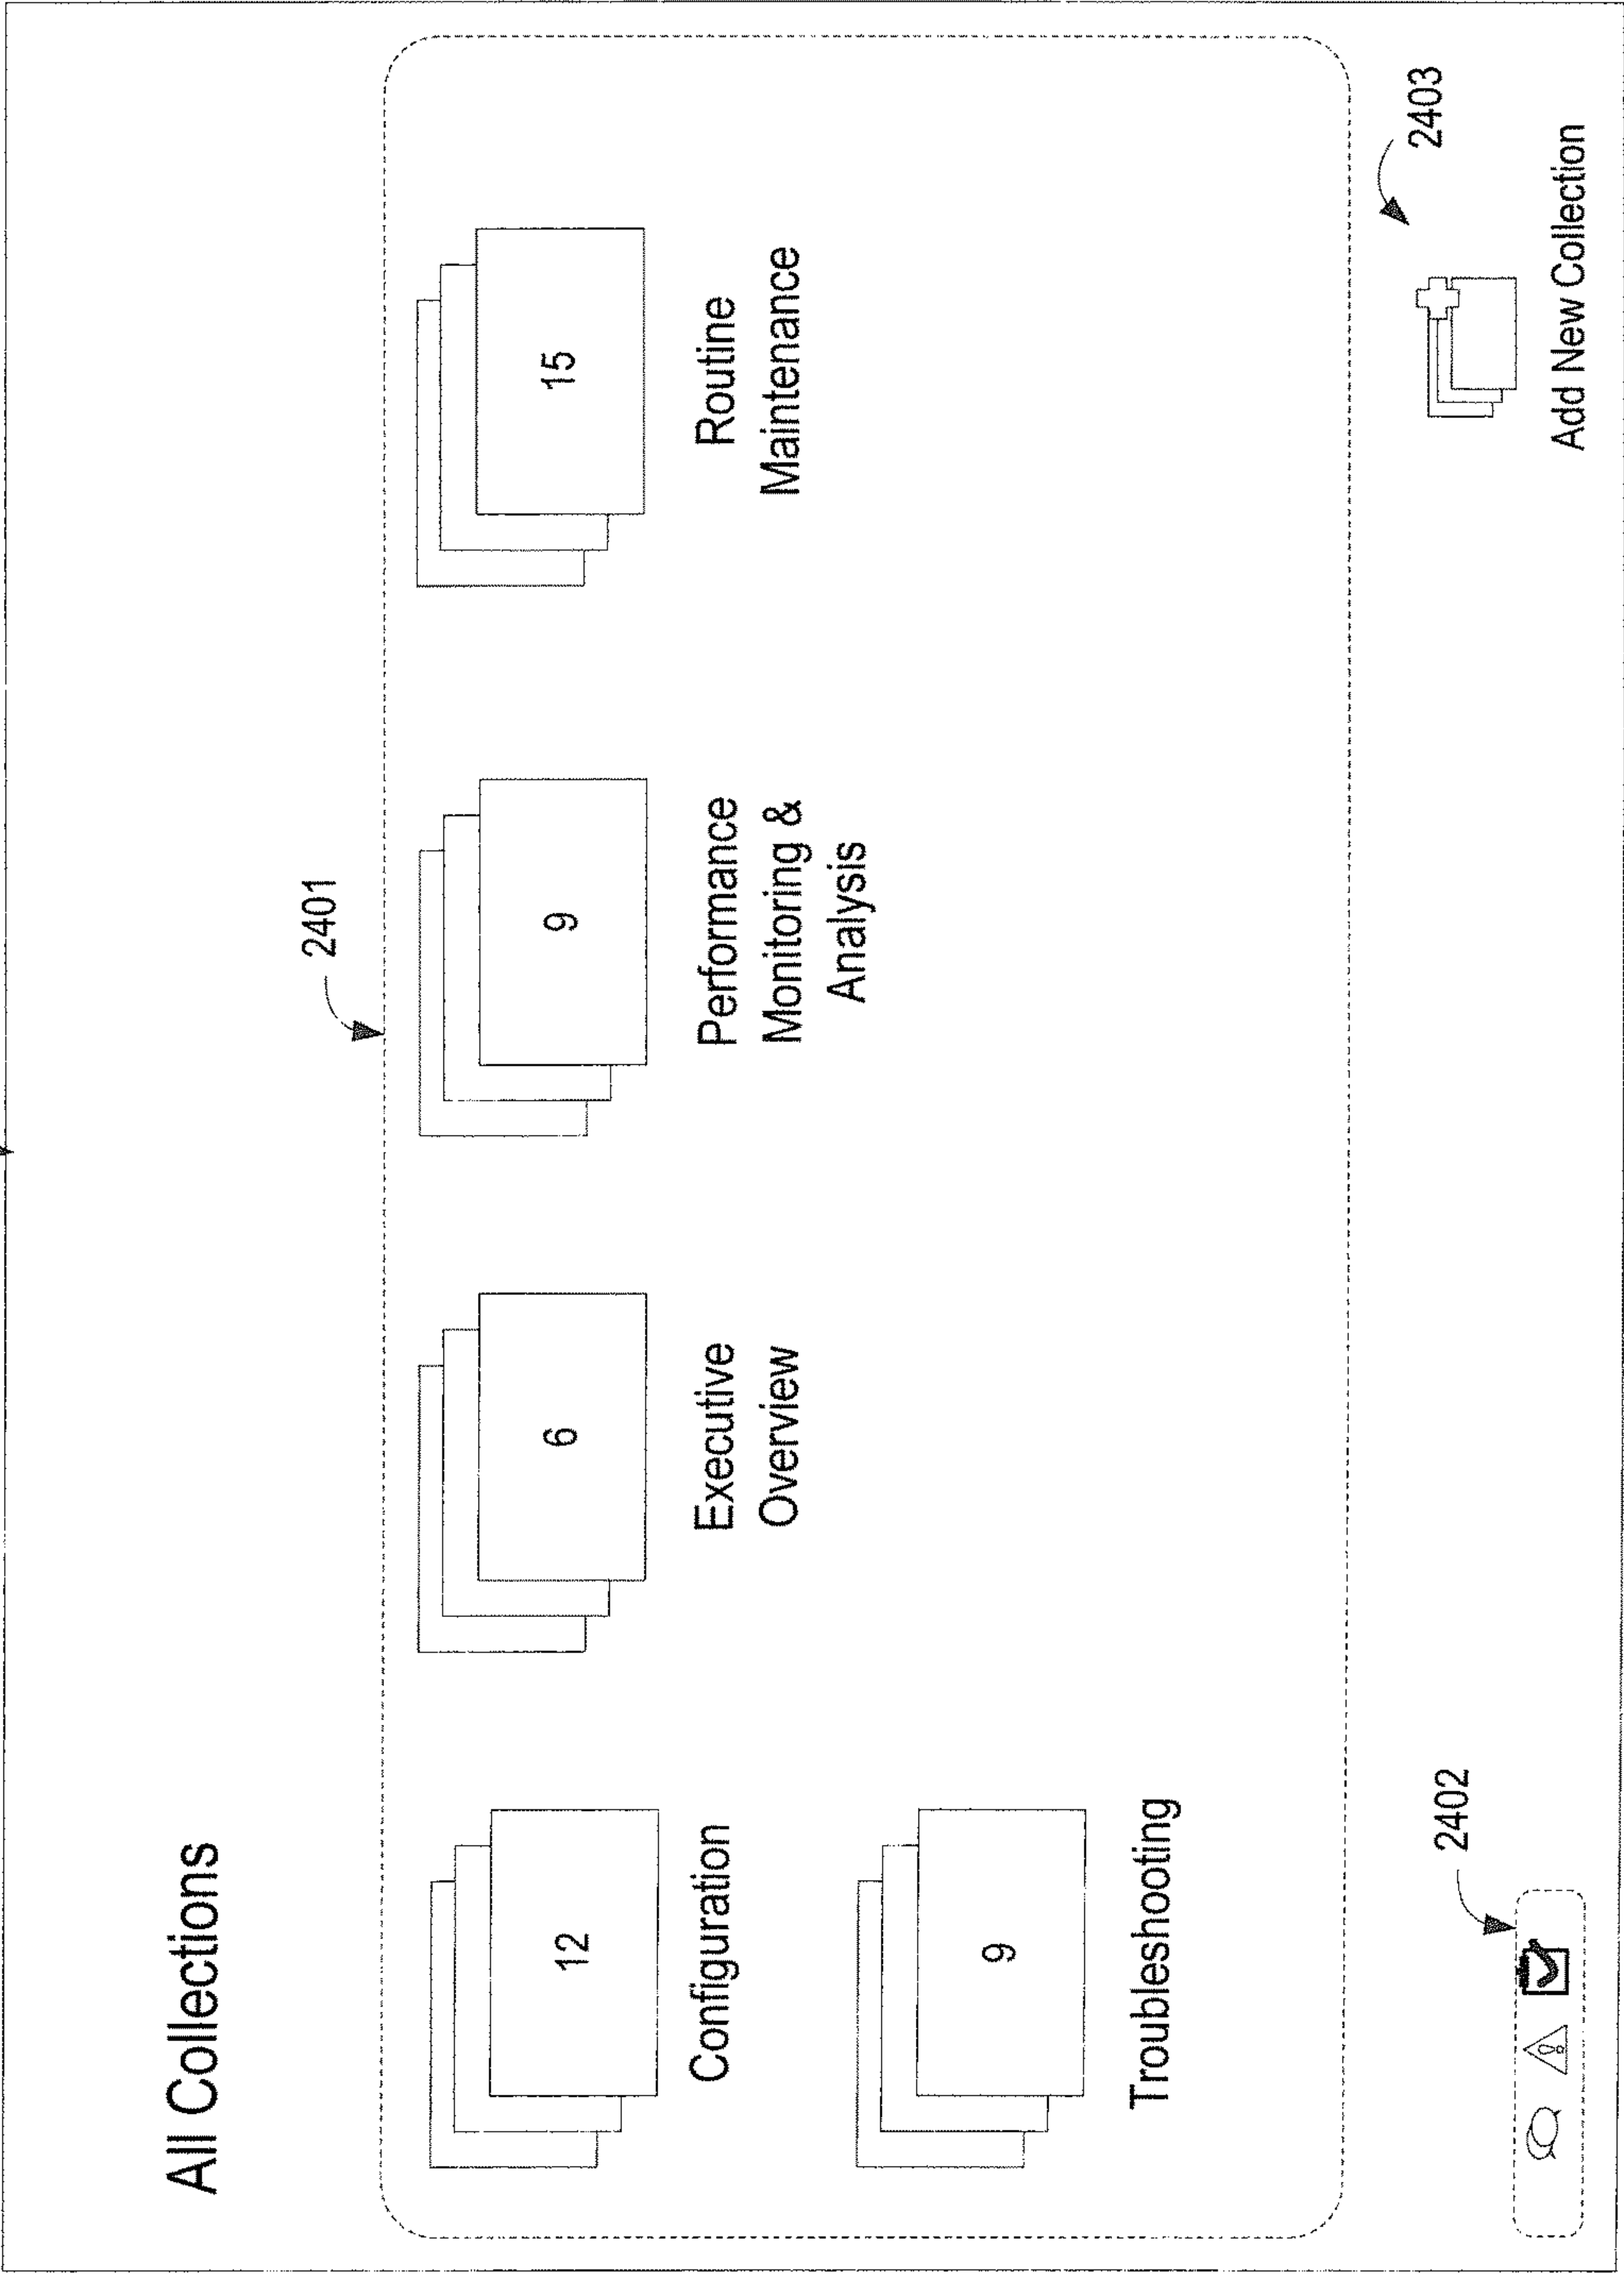 All Collections
2401
12
6
9
15
Configuration
Executive
Overview
Performance
Monitoring &
Analysis
Routine
Maintenance
9
Troubleshooting
2402
2403
Add New Collection